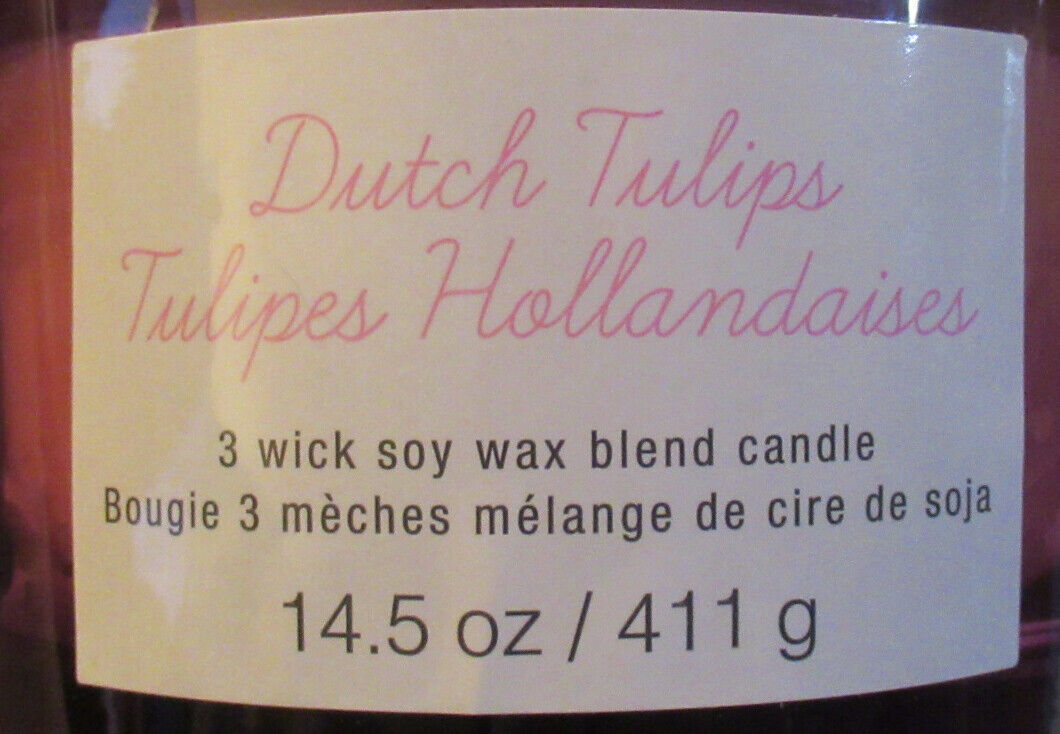 Dutch Tulips
Tulipes Hollandaises
3 wick soy wax blend candle
Bougie 3 mèches mélange de cire de soja
14.5 oz / 411 g